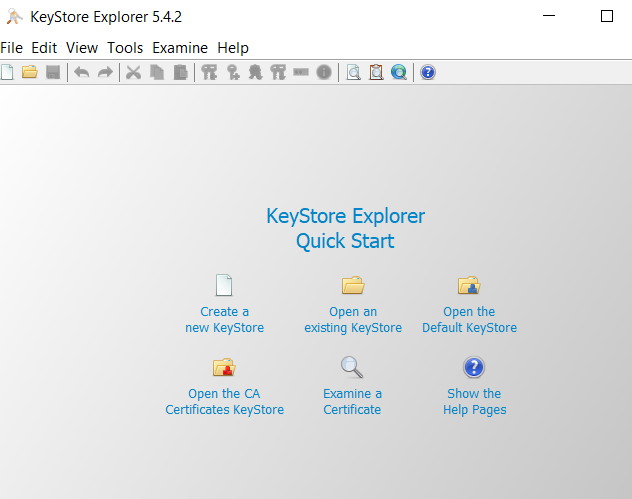 KeyStore Explorer 5.4.2
File Edit View Tools Examine Help
KeyStore Explorer
Quick Start
Create a
new KeyStore
Open an
existing KeyStore
Open the
Default KeyStore
Open the CA
Certificates KeyStore
Examine a
Certificate
Show the
Help Pages